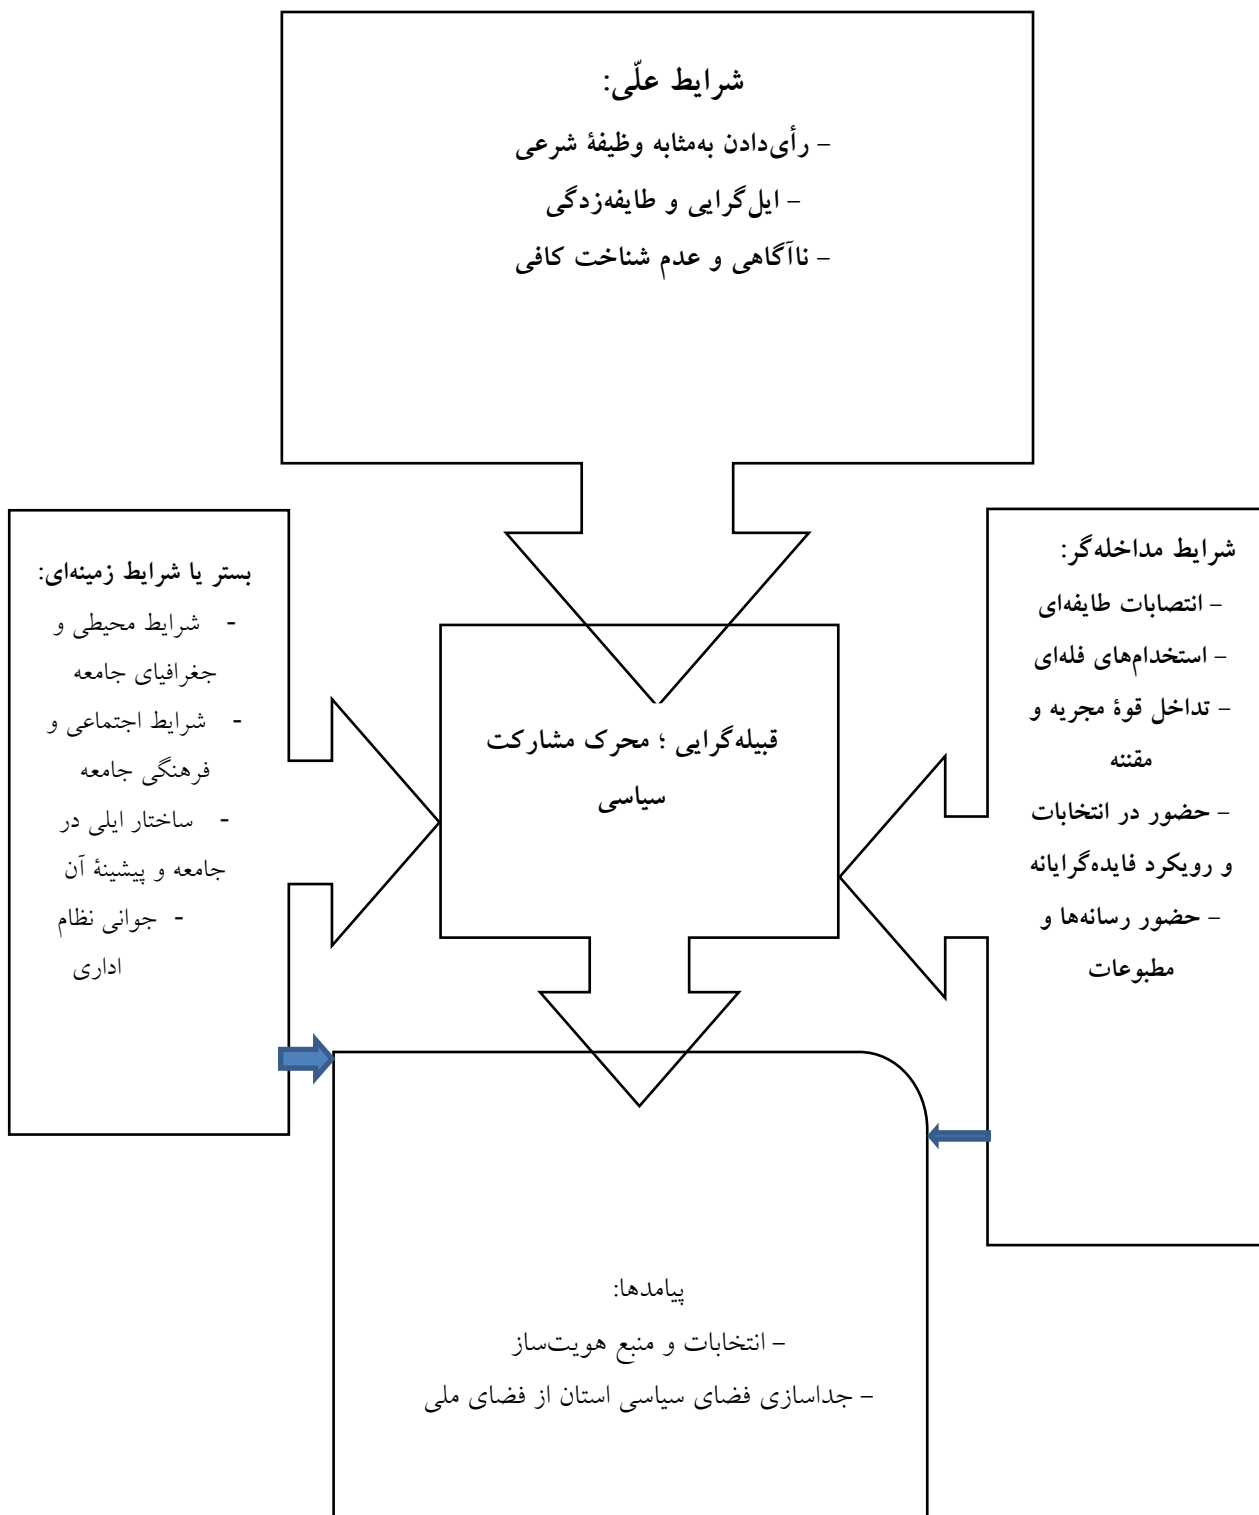 شرایط علّی:
– رأی‌دادن به‌مثابه وظیفهٔ شرعی
– ایل‌گرایی و طایفه‌زدگی
– ناآگاهی و عدم شناخت کافی
شرایط مداخله‌گر:
– انتصابات طایفه‌ای
– استخدام‌های فله‌ای
– تداخل قوهٔ مجریه و
مقننه
– حضور در انتخابات
و رویکرد فایده‌گرایانه
– حضور رسانه‌ها و
مطبوعات
قبیله‌گرایی ؛ محرک مشارکت
سیاسی
بستر یا شرایط زمینه‌ای:
- شرایط محیطی و
جغرافیای جامعه
- شرایط اجتماعی و
فرهنگی جامعه
- ساختار ایلی در
جامعه و پیشینهٔ آن
- جوانی نظام
اداری
پیامدها:
– انتخابات و منبع هویت‌ساز
– جداسازی فضای سیاسی استان از فضای ملی